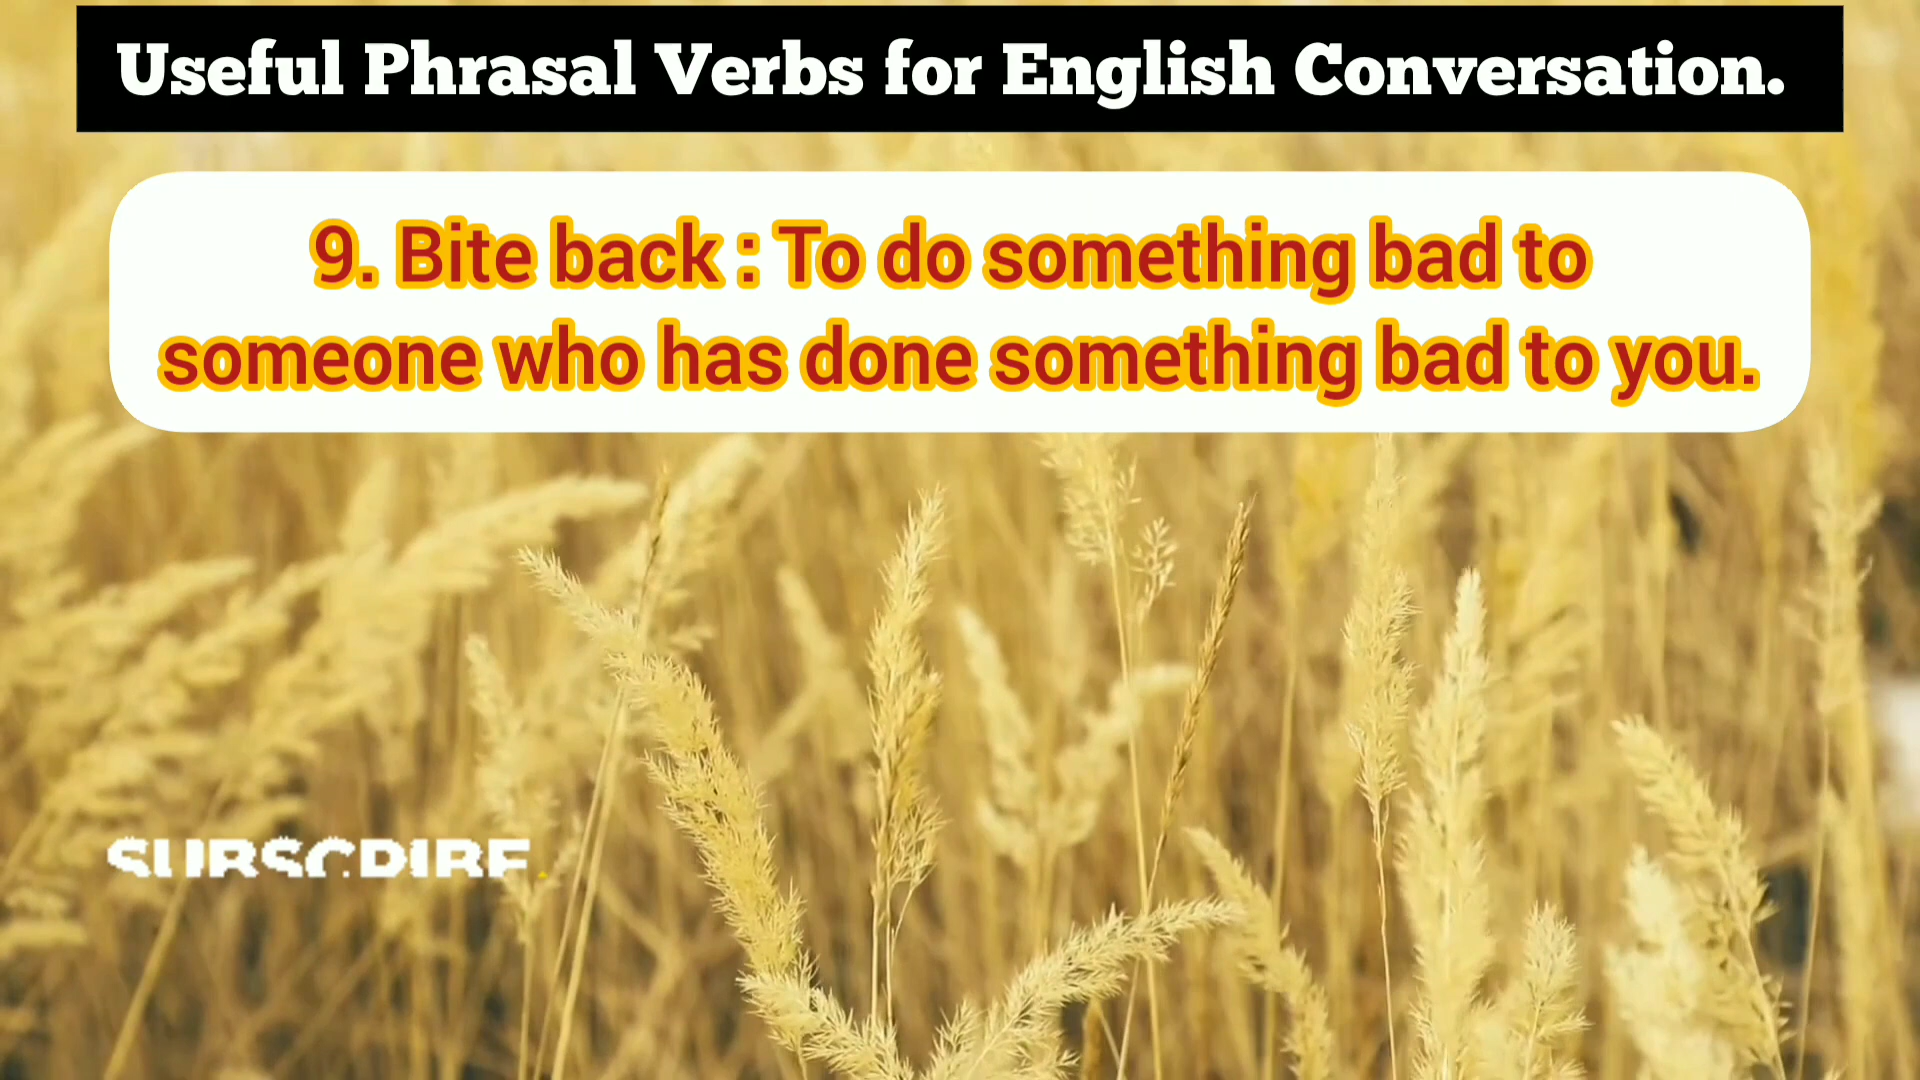 Useful Phrasal Verbs for English Conversation.
9. Bite back : To do something bad to
someone who has done something bad to you.